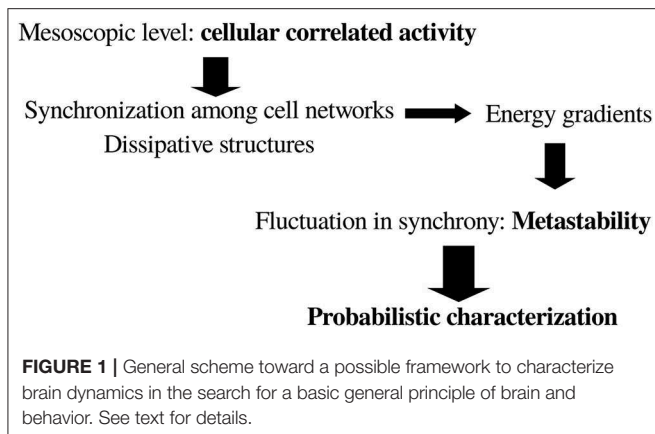 Mesoscopic level: cellular correlated activity
Synchronization among cell networks
Dissipative structures
Energy gradients
Fluctuation in synchrony: Metastability
Probabilistic characterization
FIGURE 1 | General scheme toward a possible framework to characterize
brain dynamics in the search for a basic general principle of brain and
behavior. See text for details.